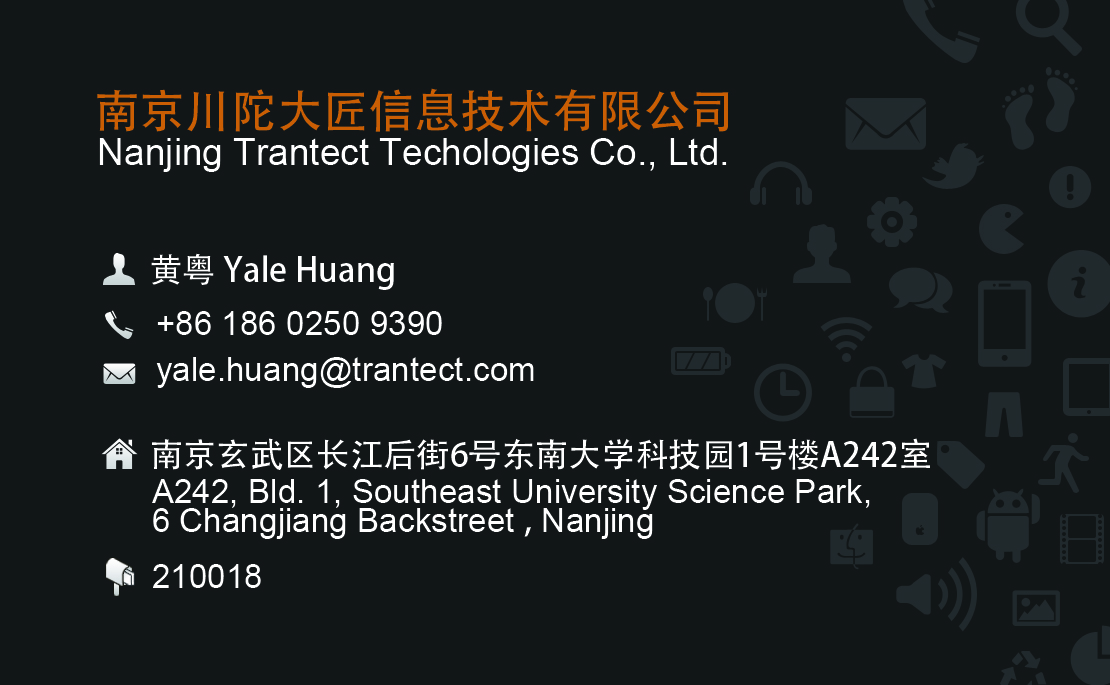 南京川陀大匠信息技术有限公司
Nanjing Trantect Techologies Co., Ltd.
黄粤 Yale Huang
+86 186 0250 9390
yale.huang@trantect.com
南京玄武区长江后街6号东南大学科技园1号楼A242室
A242, Bld. 1, Southeast University Science Park,
6 Changjiang Backstreet , Nanjing
210018